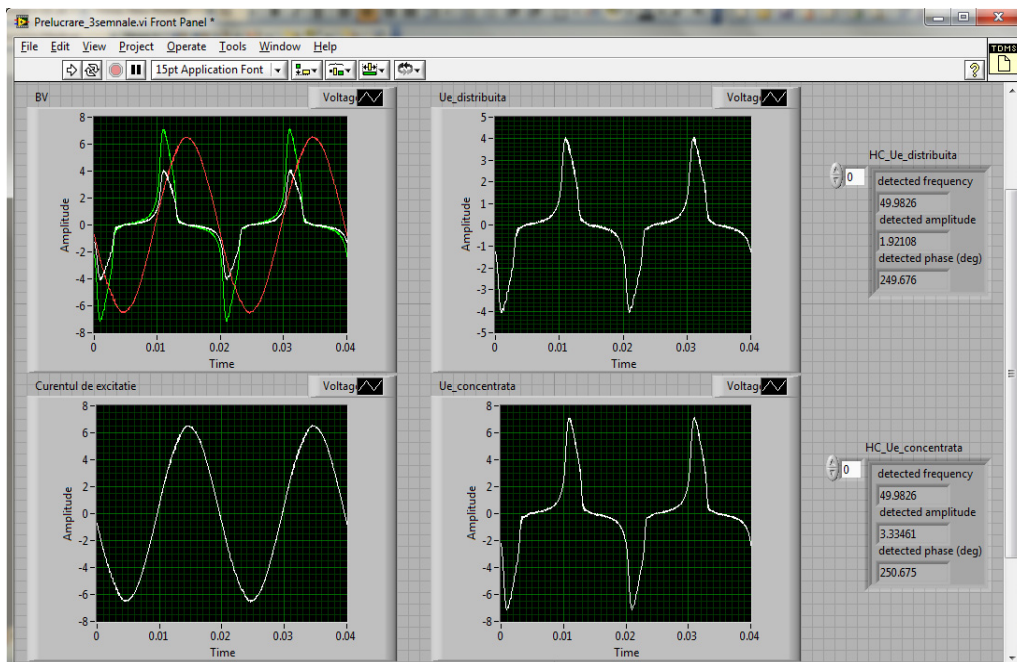 Prelucrare_3semnale.vi Front Panel *
File Edit View Project Operate Tools Window Help
15pt Application Font
TDMS
BV
Voltag
8
6
4
2
0
-2
-4
-6
-8
Amplitude
0 0.01 0.02 0.03 0.04
Time
Ue_distribuita
Voltag
5
4
3
2
1
0
-1
-2
-3
-4
-5
Amplitude
0 0.01 0.02 0.03 0.04
Time
HC_Ue_distribuita
0
detected frequency
49.9826
detected amplitude
1.92108
detected phase (deg)
249.676
Curentul de excitatie
Voltag
8
6
4
2
0
-2
-4
-6
-8
Amplitude
0 0.01 0.02 0.03 0.04
Time
Ue_concentrata
Voltag
8
6
4
2
0
-2
-4
-6
-8
Amplitude
0 0.01 0.02 0.03 0.04
Time
HC_Ue_concentrata
0
detected frequency
49.9826
detected amplitude
3.33461
detected phase (deg)
250.675